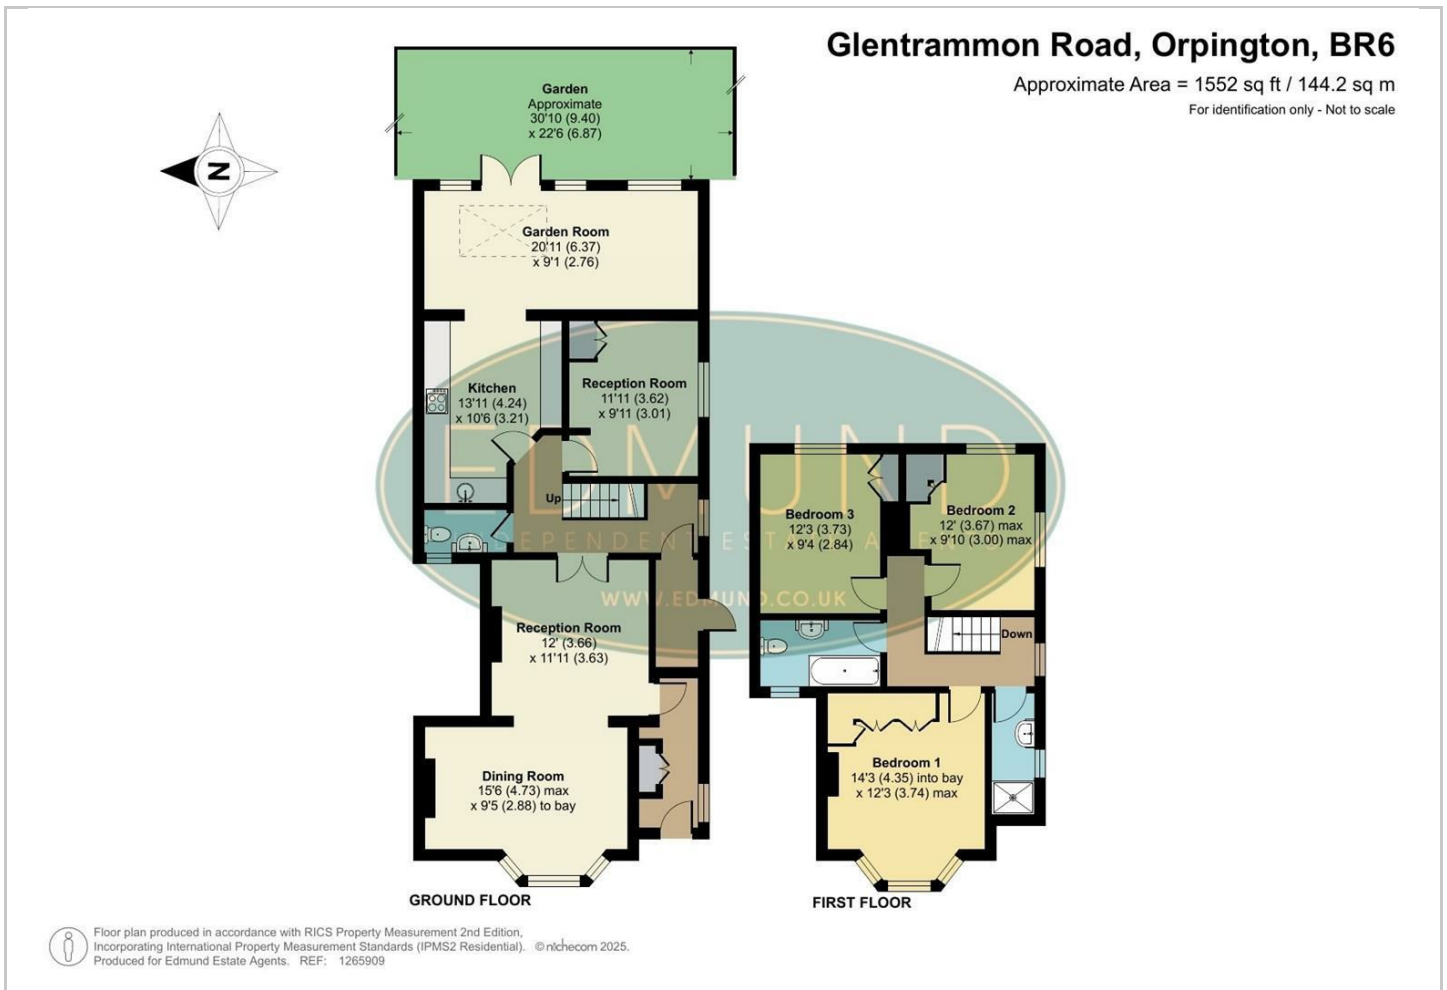 Glentrammon Road, Orpington, BR6
Approximate Area = 1552 sq ft / 144.2 sq m
For identification only - Not to scale
N
Garden
Approximate
30'10 (9.40)
x 22'6 (6.87)
Garden Room
20'11 (6.37)
x 9'1 (2.76)
Kitchen
13'11 (4.24)
x 10'6 (3.21)
Reception Room
11'11 (3.62)
x 9'11 (3.01)
Up
Reception Room
12' (3.66)
x 11'11 (3.63)
Dining Room
15'6 (4.73) max
x 9'5 (2.88) to bay
GROUND FLOOR
Bedroom 3
12'3 (3.73)
x 9'4 (2.84)
Bedroom 2
12' (3.67) max
x 9'10 (3.00) max
Down
Bedroom 1
14'3 (4.35) into bay
x 12'3 (3.74) max
FIRST FLOOR
EDMUND
INDEPENDENT ESTATE AGENTS
WWW.EDMUND.CO.UK
Floor plan produced in accordance with RICS Property Measurement 2nd Edition,
Incorporating International Property Measurement Standards (IPMS2 Residential). © nichecom 2025.
Produced for Edmund Estate Agents. REF: 1265909